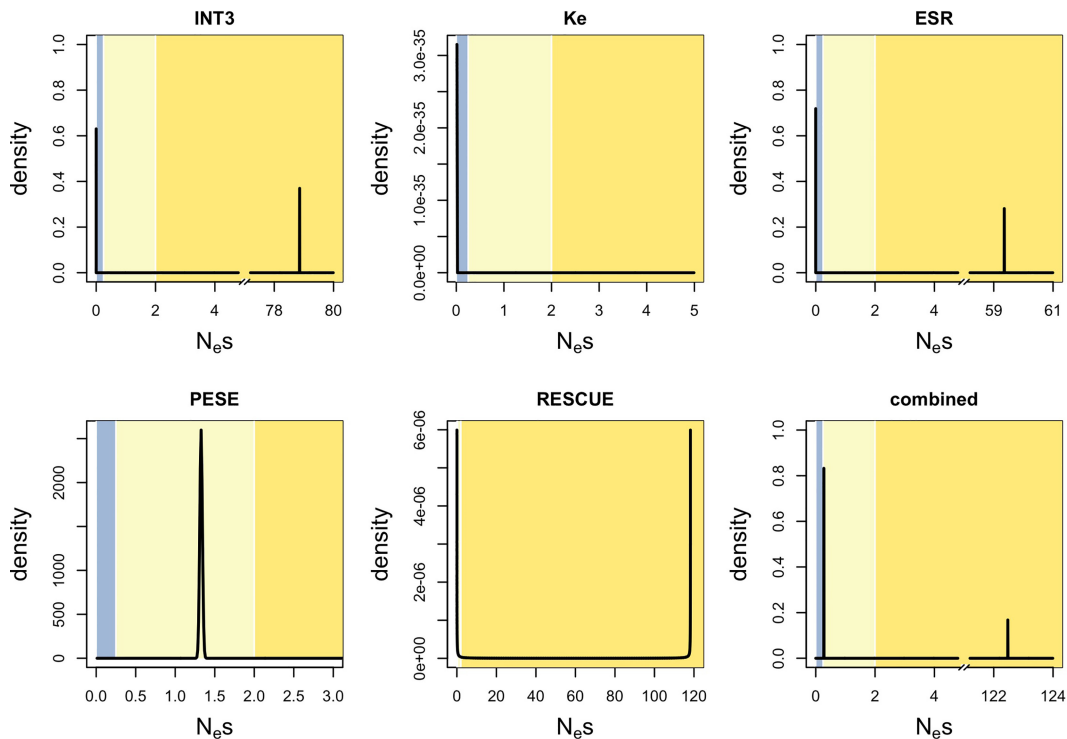 INT3
density
0.0 0.2 0.4 0.6 0.8 1.0
0 2 4 78 80
Nₑs
Ke
density
0.0e+00 1.0e-35 2.0e-35 3.0e-35
0 1 2 3 4 5
Nₑs
ESR
density
0.0 0.2 0.4 0.6 0.8 1.0
0 2 4 59 61
Nₑs
PESE
density
0 500 1000 2000
0.0 0.5 1.0 1.5 2.0 2.5 3.0
Nₑs
RESCUE
density
0e+00 2e-06 4e-06 6e-06
0 20 40 60 80 100 120
Nₑs
combined
density
0.0 0.2 0.4 0.6 0.8 1.0
0 2 4 122 124
Nₑs